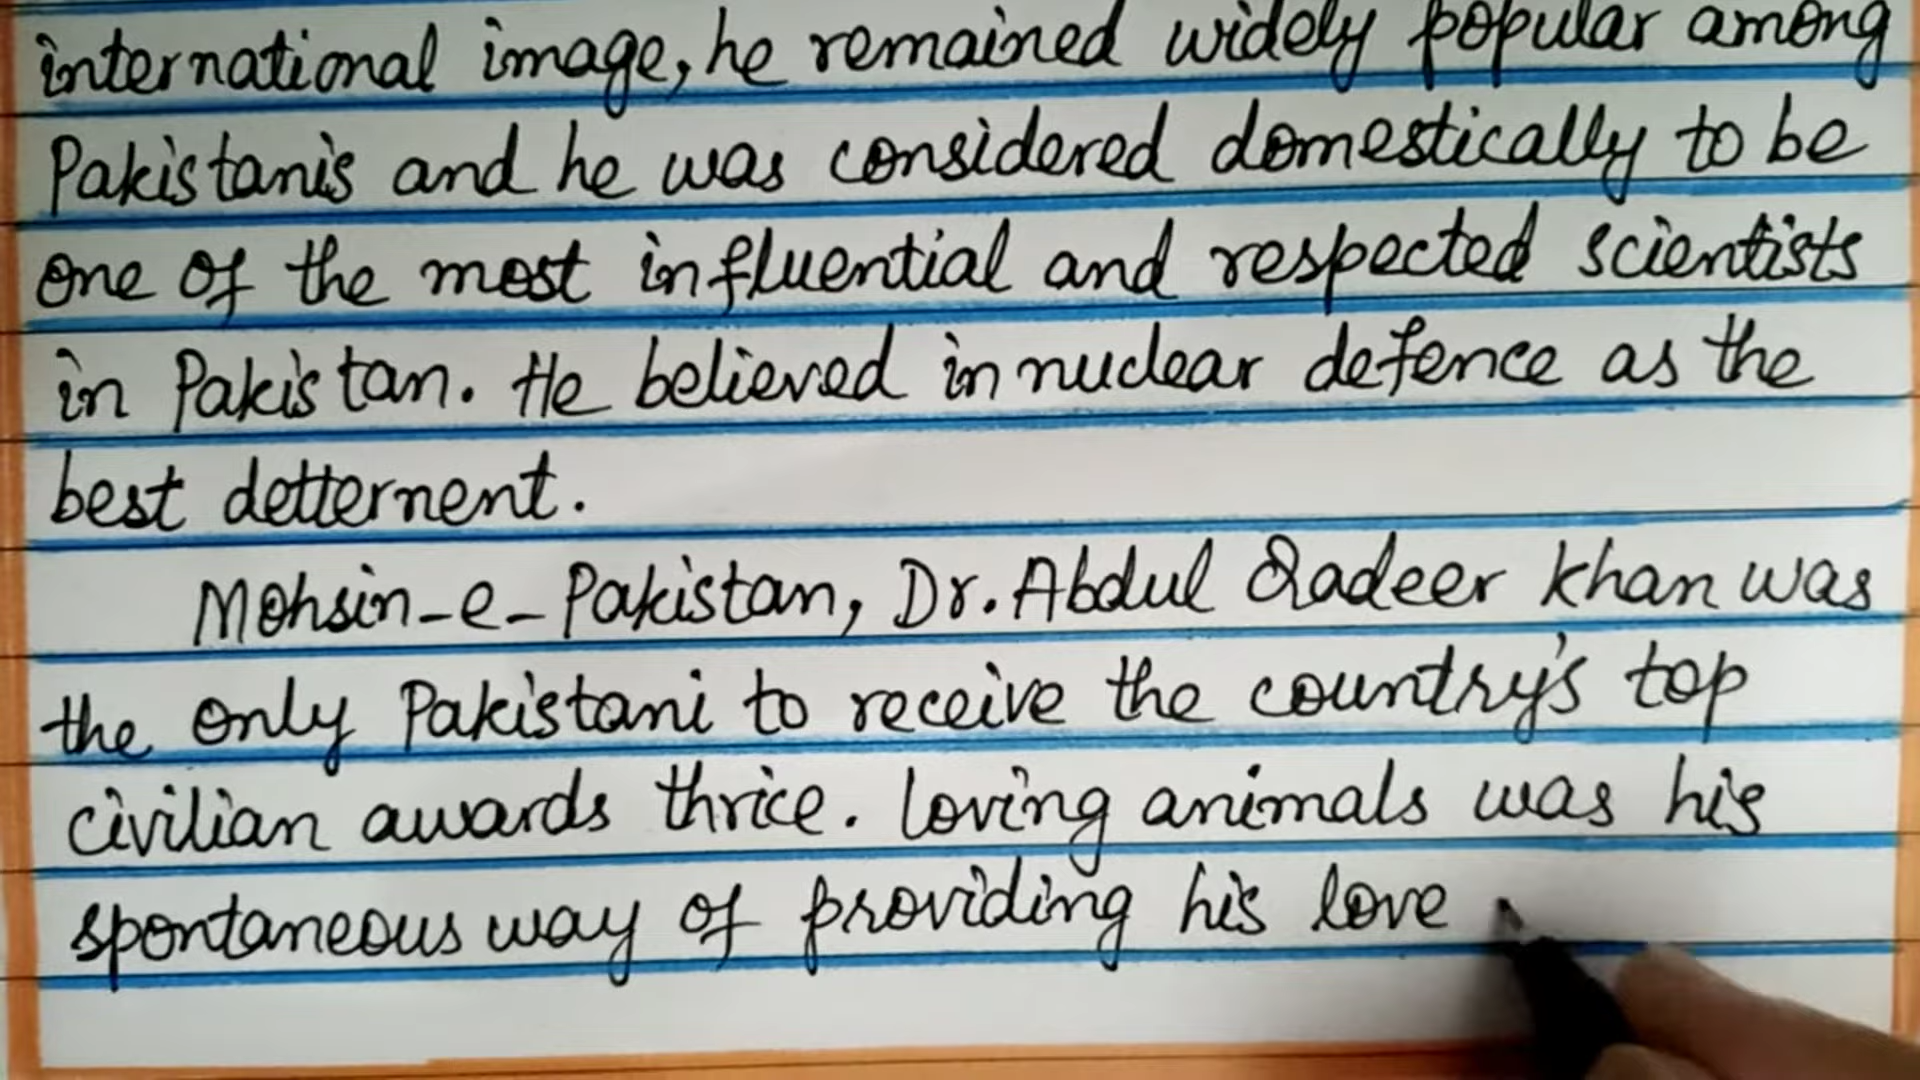 international image, he remained widely popular among
Pakistanis and he was considered domestically to be
one of the most influential and respected scientists
in Pakistan. He believed in nuclear defence as the
best detternent.
Mohsin-e-Pakistan, Dr. Abdul Qadeer Khan was
the only Pakistani to receive the country's top
civilian awards thrice. Loving animals was his
spontaneous way of providing his love